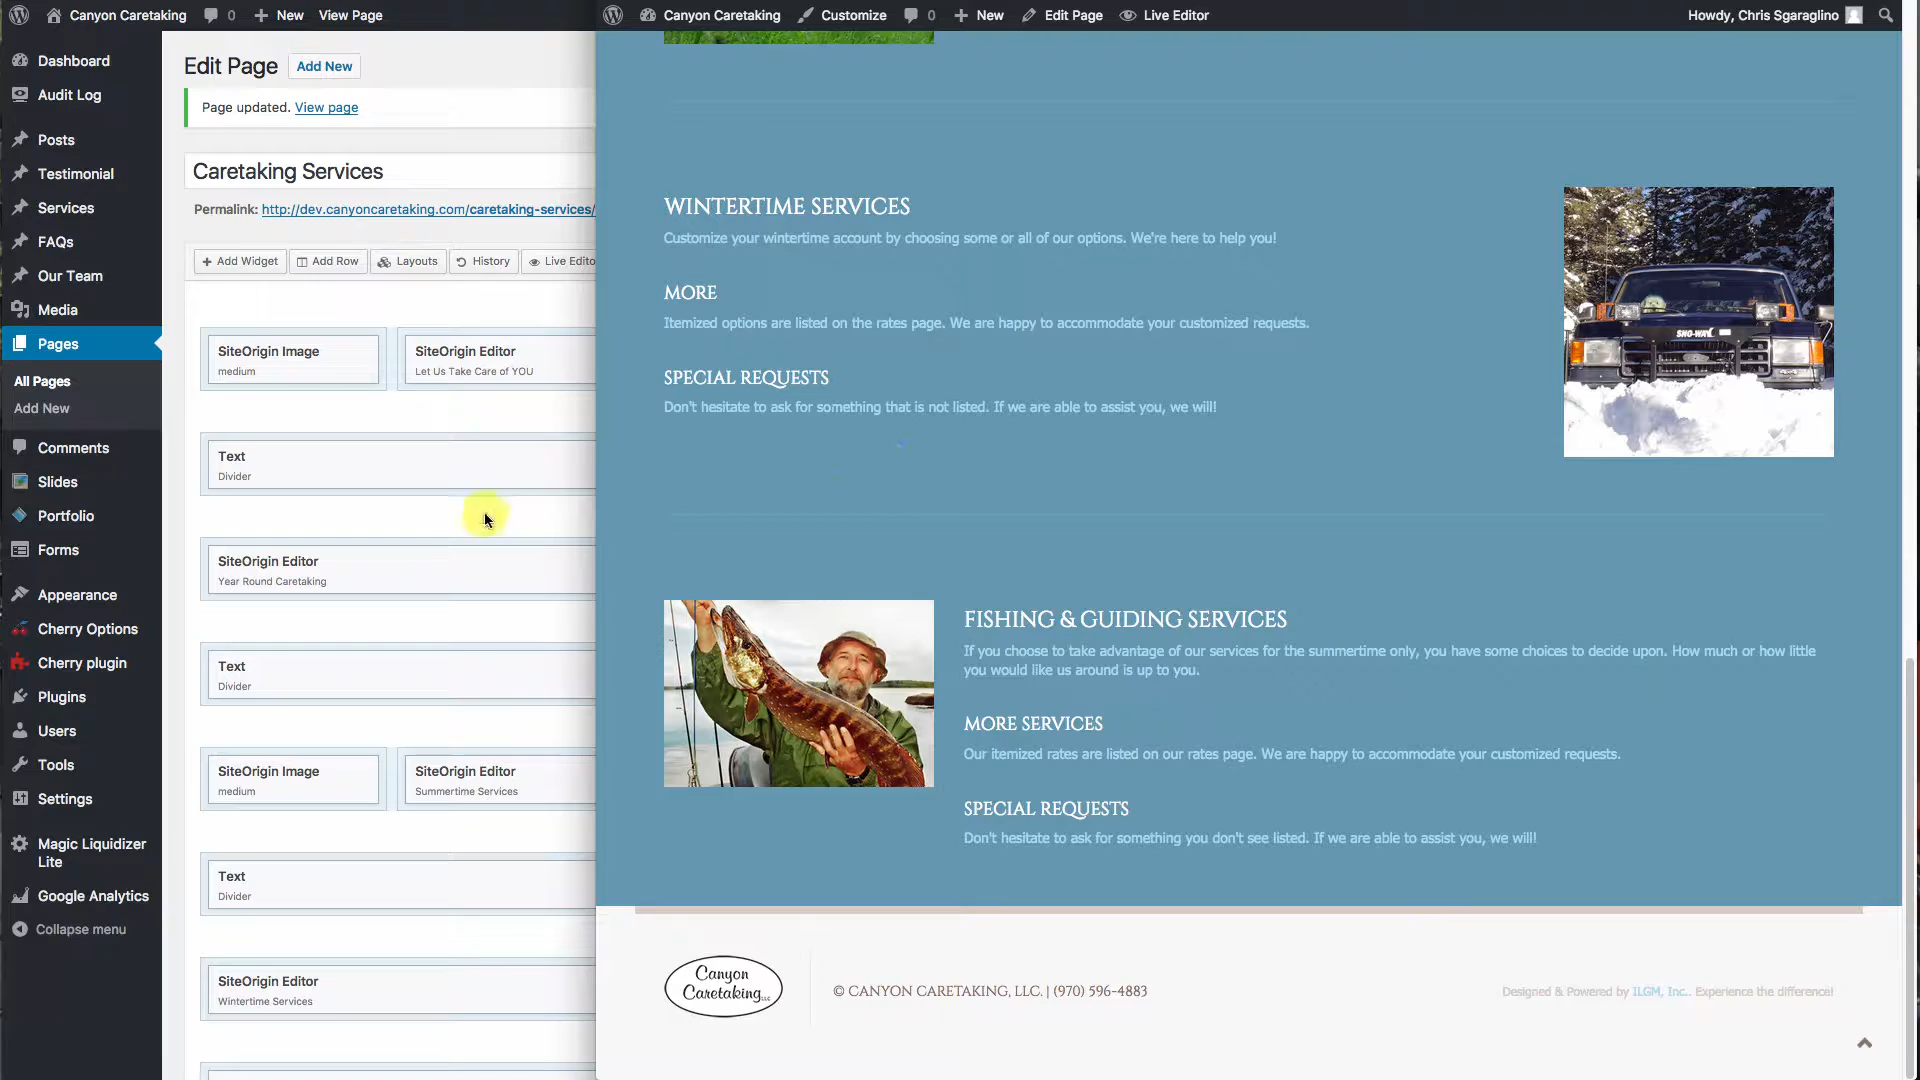 Canyon Caretaking
0
New
View Page
Canyon Caretaking
Customize
0
New
Edit Page
Live Editor
Howdy, Chris Sgaraglino
Dashboard
Audit Log
Posts
Testimonial
Services
FAQs
Our Team
Media
Pages
All Pages
Add New
Comments
Slides
Portfolio
Forms
Appearance
Cherry Options
Cherry plugin
Plugins
Users
Tools
Settings
Magic Liquidizer
Lite
Google Analytics
Collapse menu
Edit Page
Add New
Page updated. View page
Caretaking Services
Permalink: http://dev.canyoncaretaking.com/caretaking-services/
Add Widget
Add Row
Layouts
History
Live Edito
SiteOrigin Image
medium
SiteOrigin Editor
Let Us Take Care of YOU
Text
Divider
SiteOrigin Editor
Year Round Caretaking
Text
Divider
SiteOrigin Image
medium
SiteOrigin Editor
Summertime Services
Text
Divider
SiteOrigin Editor
Wintertime Services
WINTERTIME SERVICES
Customize your wintertime account by choosing some or all of our options. We're here to help you!
MORE
Itemized options are listed on the rates page. We are happy to accommodate your customized requests.
SPECIAL REQUESTS
Don't hesitate to ask for something that is not listed. If we are able to assist you, we will!
SNO-WAY
FISHING & GUIDING SERVICES
If you choose to take advantage of our services for the summertime only, you have some choices to decide upon. How much or how little
you would like us around is up to you.
MORE SERVICES
Our itemized rates are listed on our rates page. We are happy to accommodate your customized requests.
SPECIAL REQUESTS
Don't hesitate to ask for something you don't see listed. If we are able to assist you, we will!
Canyon
Caretaking LLC
© CANYON CARETAKING, LLC. | (970) 596-4883
Designed & Powered by ILGM, Inc.. Experience the difference!